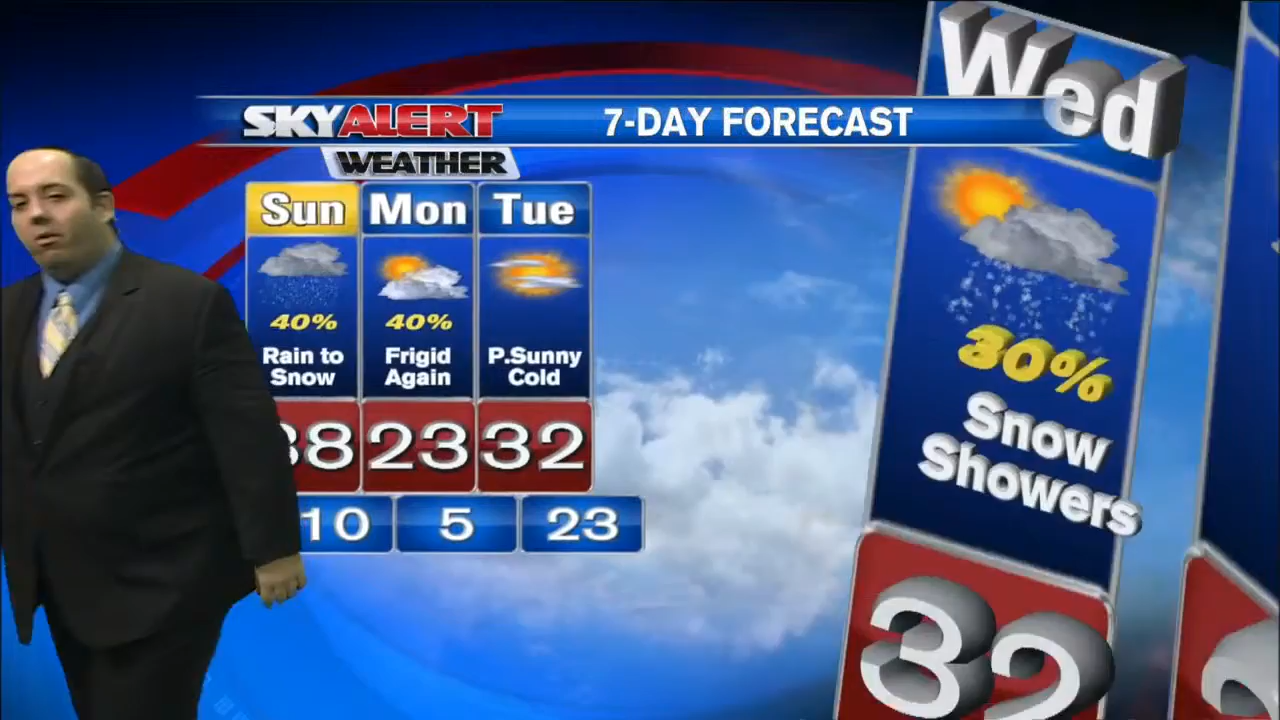 SKYALERT
WEATHER
7-DAY FORECAST
Sun
40%
Rain to
Snow
Mon
40%
Frigid
Again
23
Tue
P.Sunny
Cold
32
10
5
23
Wed
30%
Snow
Showers
32